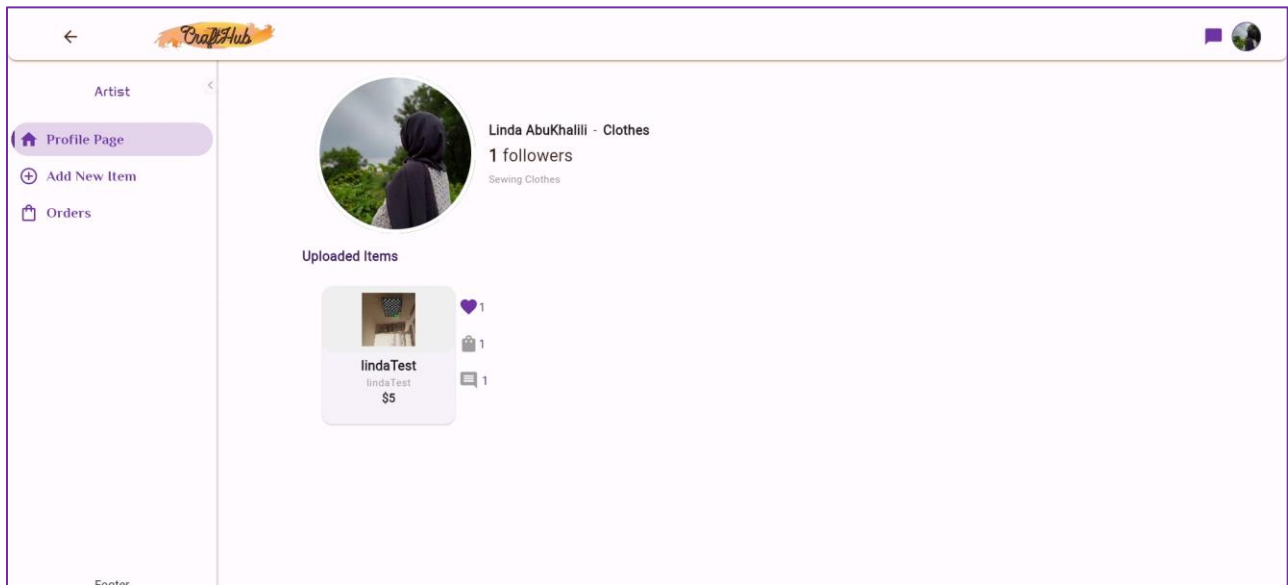 CraftHub
Artist
Profile Page
Add New Item
Orders
Footer
Linda AbuKhalili - Clothes
1 followers
Sewing Clothes
Uploaded Items
1
1
1
lindaTest
lindaTest
$5